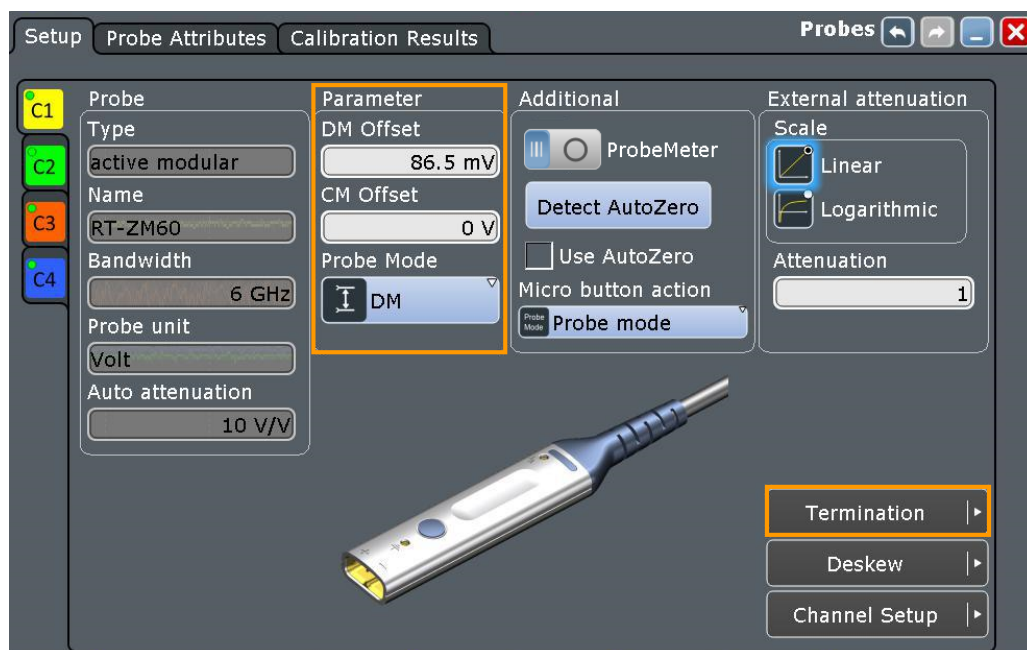 Setup
Probe Attributes
Calibration Results
Probes
C1
C2
C3
C4
Probe
Type
active modular
Name
RT-ZM60
Bandwidth
6 GHz
Probe unit
Volt
Auto attenuation
10 V/V
Parameter
DM Offset
86.5 mV
CM Offset
0 V
Probe Mode
DM
Additional
ProbeMeter
Detect AutoZero
Use AutoZero
Micro button action
Probe Mode
Probe mode
External attenuation
Scale
Linear
Logarithmic
Attenuation
1
+ -
Termination
Deskew
Channel Setup